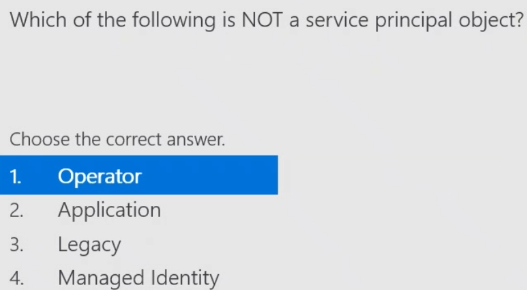 Which of the following is NOT a service principal object?
Choose the correct answer.
1. Operator
2. Application
3. Legacy
4. Managed Identity